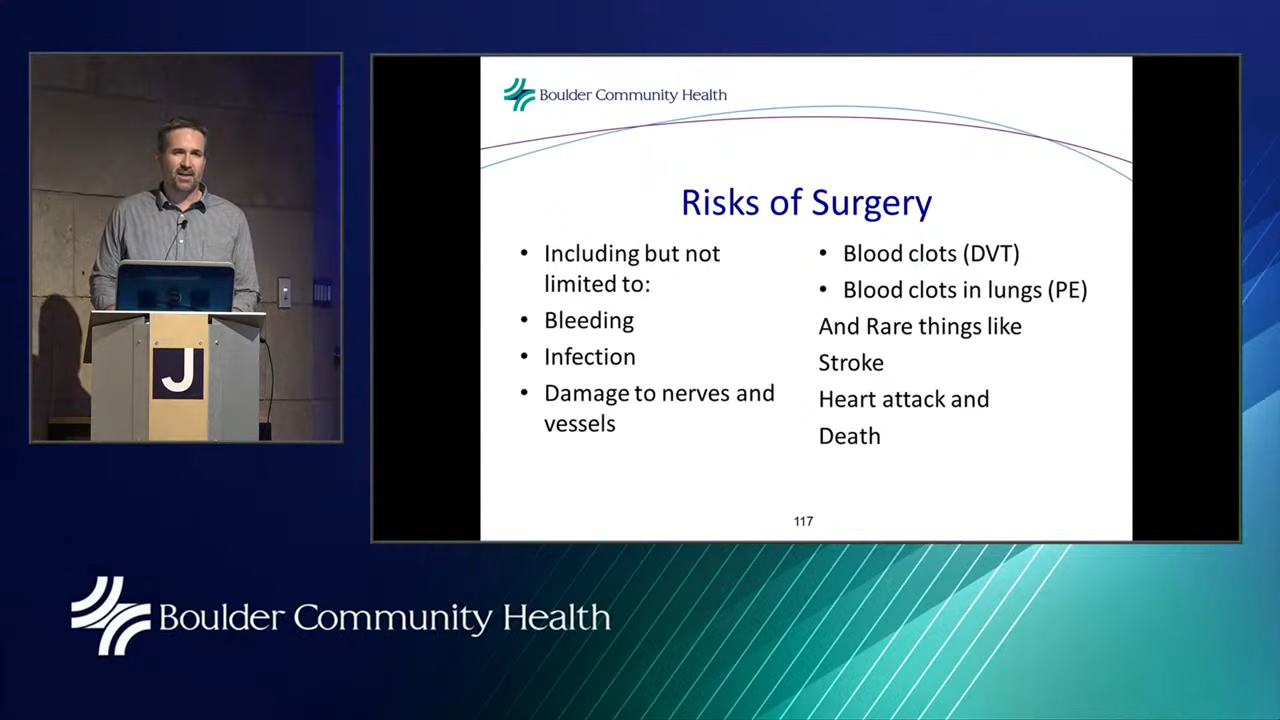 J
Boulder Community Health
Risks of Surgery
• Including but not
limited to:
• Bleeding
• Infection
• Damage to nerves and
vessels
• Blood clots (DVT)
• Blood clots in lungs (PE)
And Rare things like
Stroke
Heart attack and
Death
117
Boulder Community Health